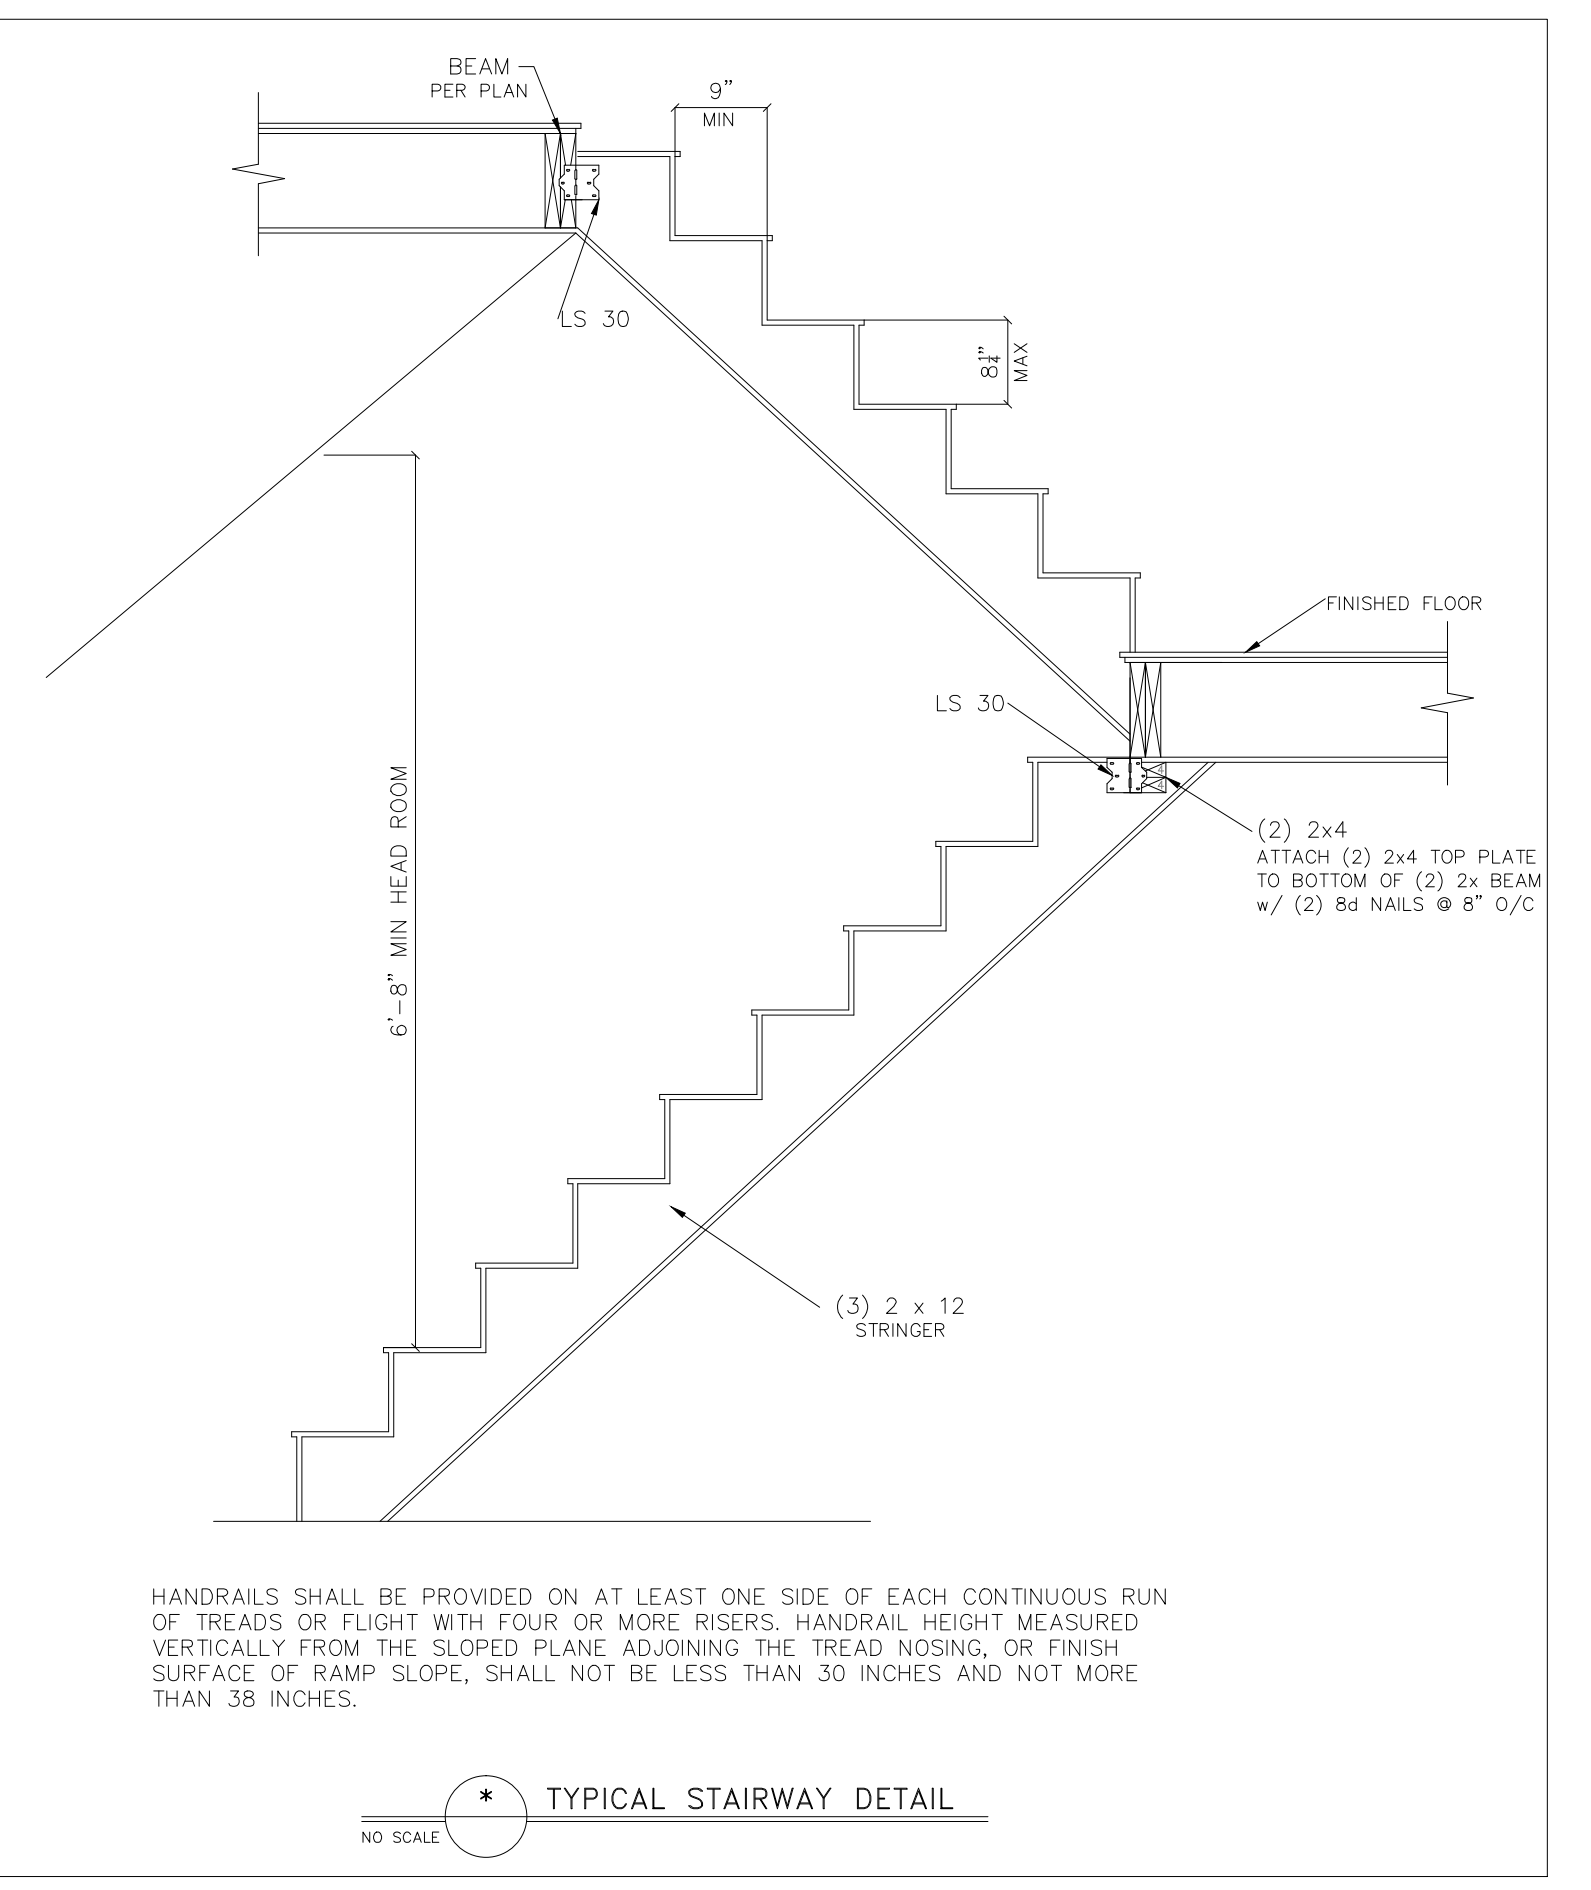 BEAM
PER PLAN
9"
MIN
LS 30
8 1/4"
MAX
FINISHED FLOOR
LS 30
6'-8" MIN HEAD ROOM
(2) 2x4
ATTACH (2) 2x4 TOP PLATE
TO BOTTOM OF (2) 2x BEAM
w/ (2) 8d NAILS @ 8" O/C
(3) 2 x 12
STRINGER
HANDRAILS SHALL BE PROVIDED ON AT LEAST ONE SIDE OF EACH CONTINUOUS RUN
OF TREADS OR FLIGHT WITH FOUR OR MORE RISERS. HANDRAIL HEIGHT MEASURED
VERTICALLY FROM THE SLOPED PLANE ADJOINING THE TREAD NOSING, OR FINISH
SURFACE OF RAMP SLOPE, SHALL NOT BE LESS THAN 30 INCHES AND NOT MORE
THAN 38 INCHES.
* TYPICAL STAIRWAY DETAIL
NO SCALE